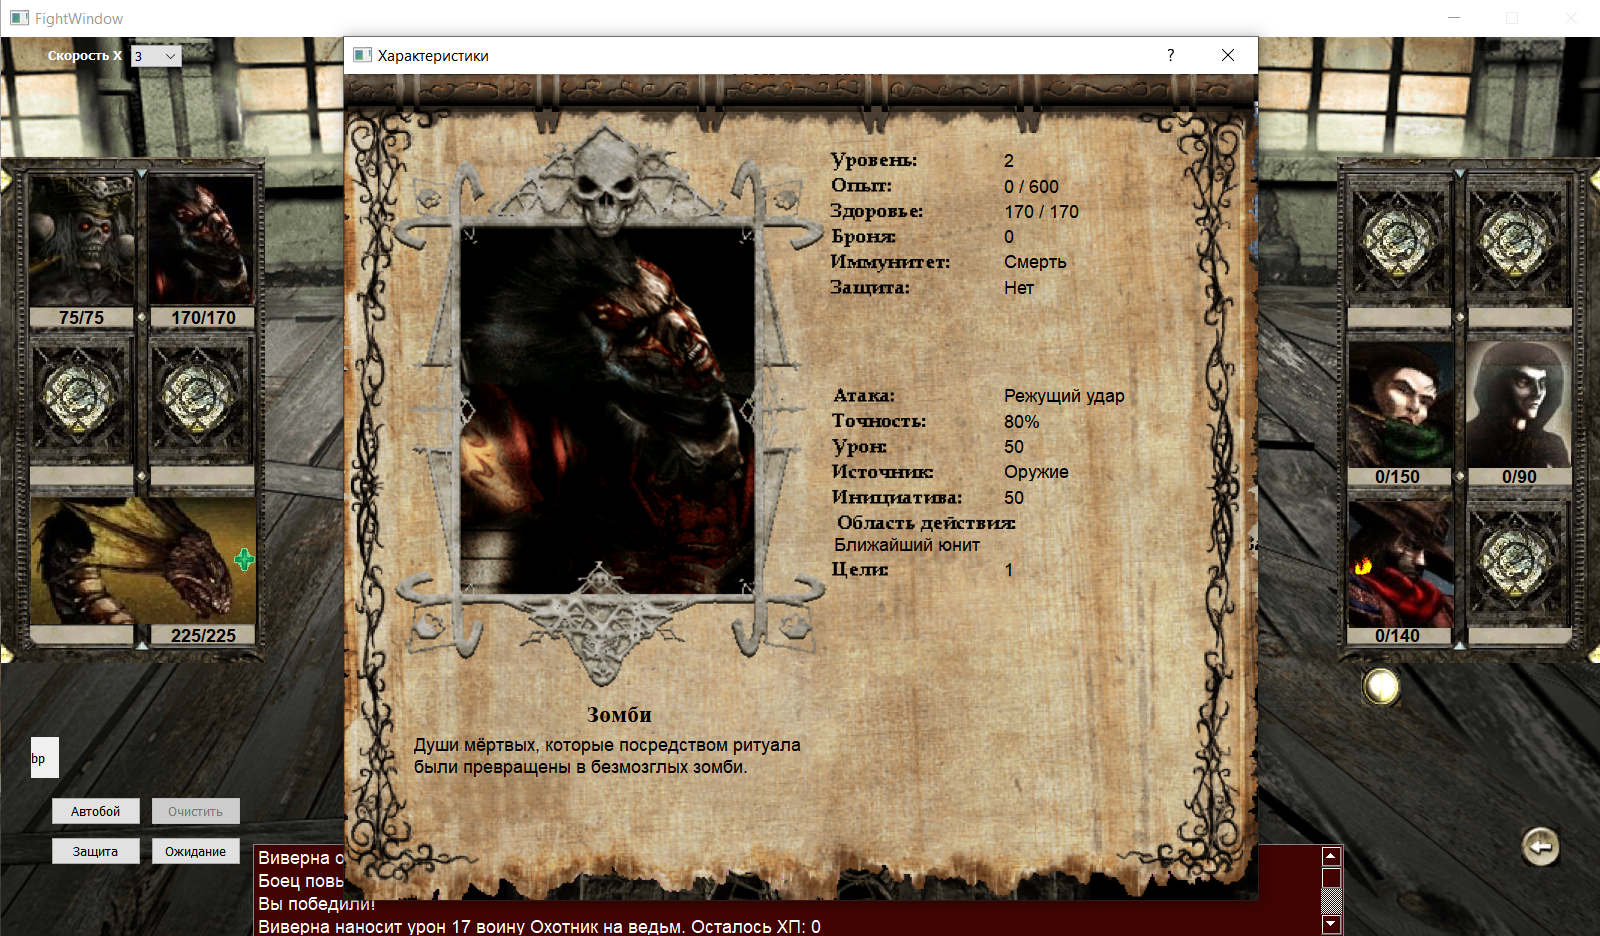 FightWindow
Скорость X 3
Характеристики
?
75/75
170/170
225/225
Уровень: 2
Опыт: 0 / 600
Здоровье: 170 / 170
Броня: 0
Иммунитет: Смерть
Защита: Нет
Атака: Режущий удар
Точность: 80%
Урон: 50
Источник: Оружие
Инициатива: 50
Область действия:
Ближайший юнит
Цели: 1
Зомби
Души мёртвых, которые посредством ритуала
были превращены в безмозглых зомби.
0/150
0/90
0/140
bp
Автобой
Очистить
Защита
Ожидание
Виверна
Боец
Вы победили!
Виверна наносит урон 17 воину Охотник на ведьм. Осталось ХП: 0